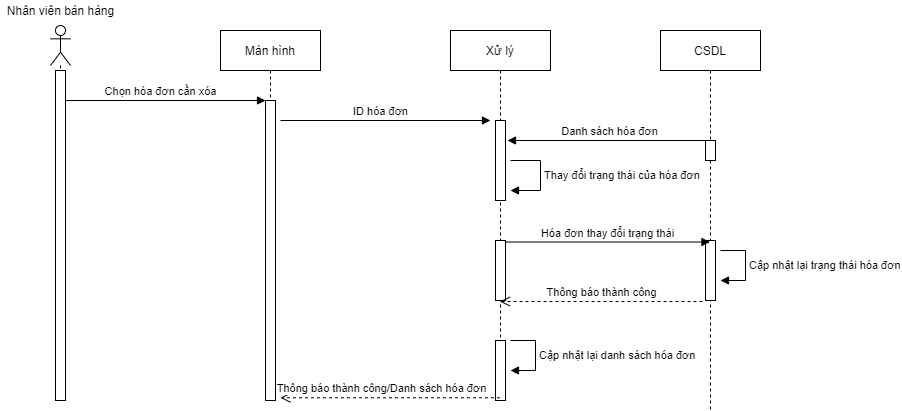 Nhân viên bán hàng
Màn hình
Xử lý
CSDL
Chọn hóa đơn cần xóa
ID hóa đơn
Danh sách hóa đơn
Thay đổi trạng thái của hóa đơn
Hóa đơn thay đổi trạng thái
Cập nhật lại trạng thái hóa đơn
Thông báo thành công
Cập nhật lại danh sách hóa đơn
Thông báo thành công/Danh sách hóa đơn